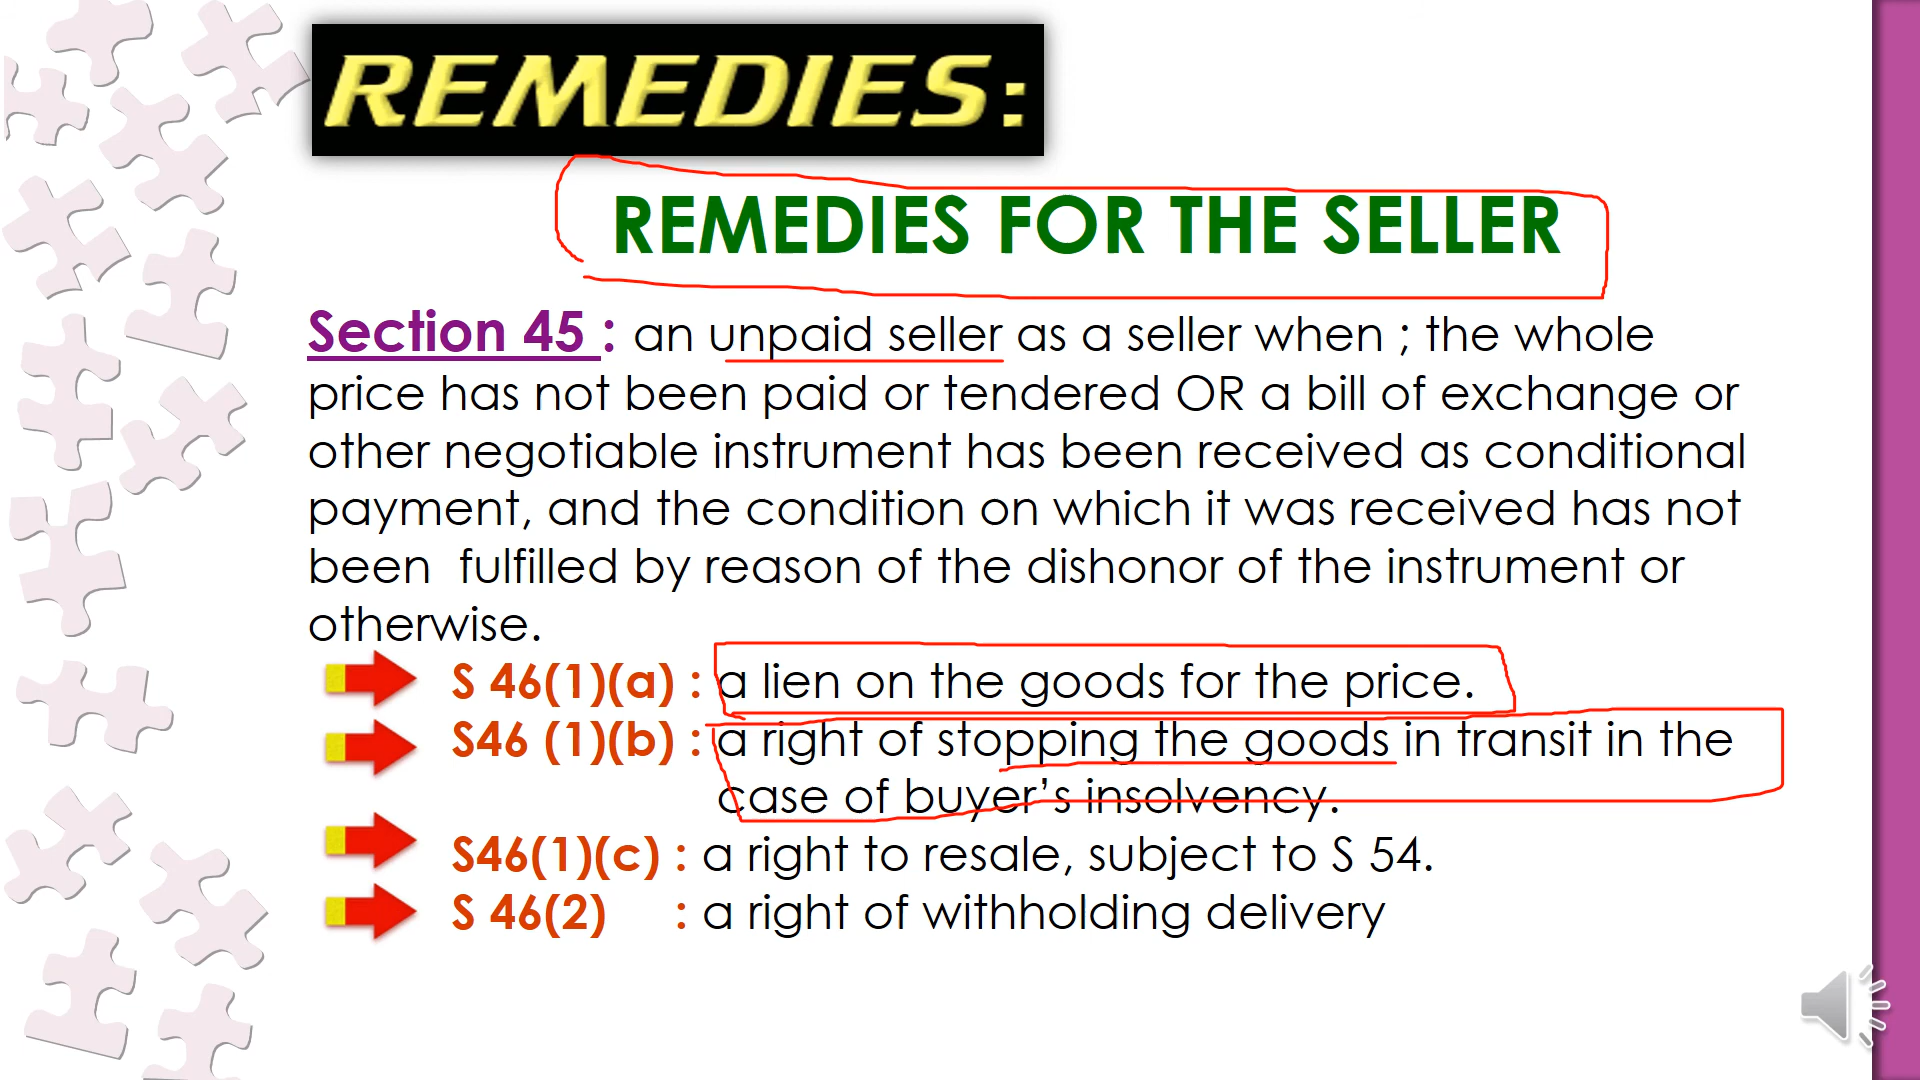 REMEDIES:
REMEDIES FOR THE SELLER
Section 45 : an unpaid seller as a seller when ; the whole
price has not been paid or tendered OR a bill of exchange or
other negotiable instrument has been received as conditional
payment, and the condition on which it was received has not
been fulfilled by reason of the dishonor of the instrument or
otherwise.
S 46(1)(a) : a lien on the goods for the price.
S46 (1)(b) : a right of stopping the goods in transit in the
case of buyer’s insolvency.
S46(1)(c) : a right to resale, subject to S 54.
S 46(2) : a right of withholding delivery